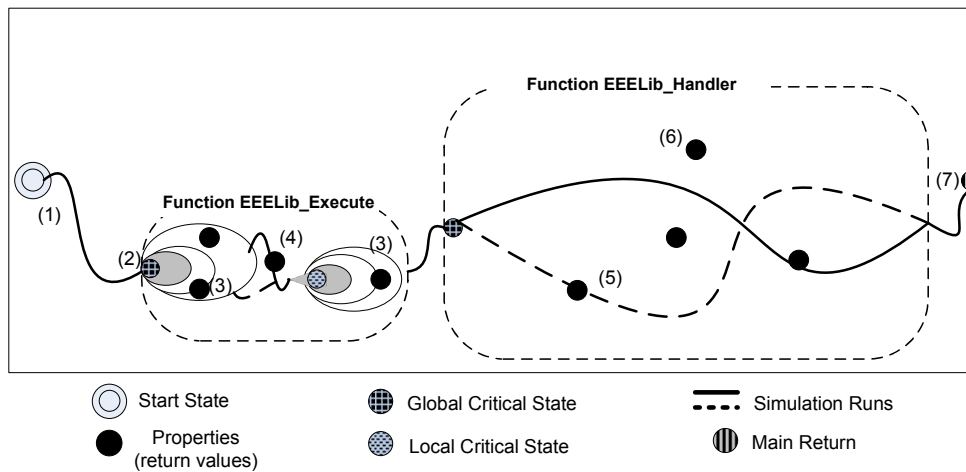 Function EEELib_Handler
(6)
(7)
(1)
Function EEELib_Execute
(2)
(4)
(3)
(3)
(5)
Start State
Global Critical State
Simulation Runs
Properties
(return values)
Local Critical State
Main Return